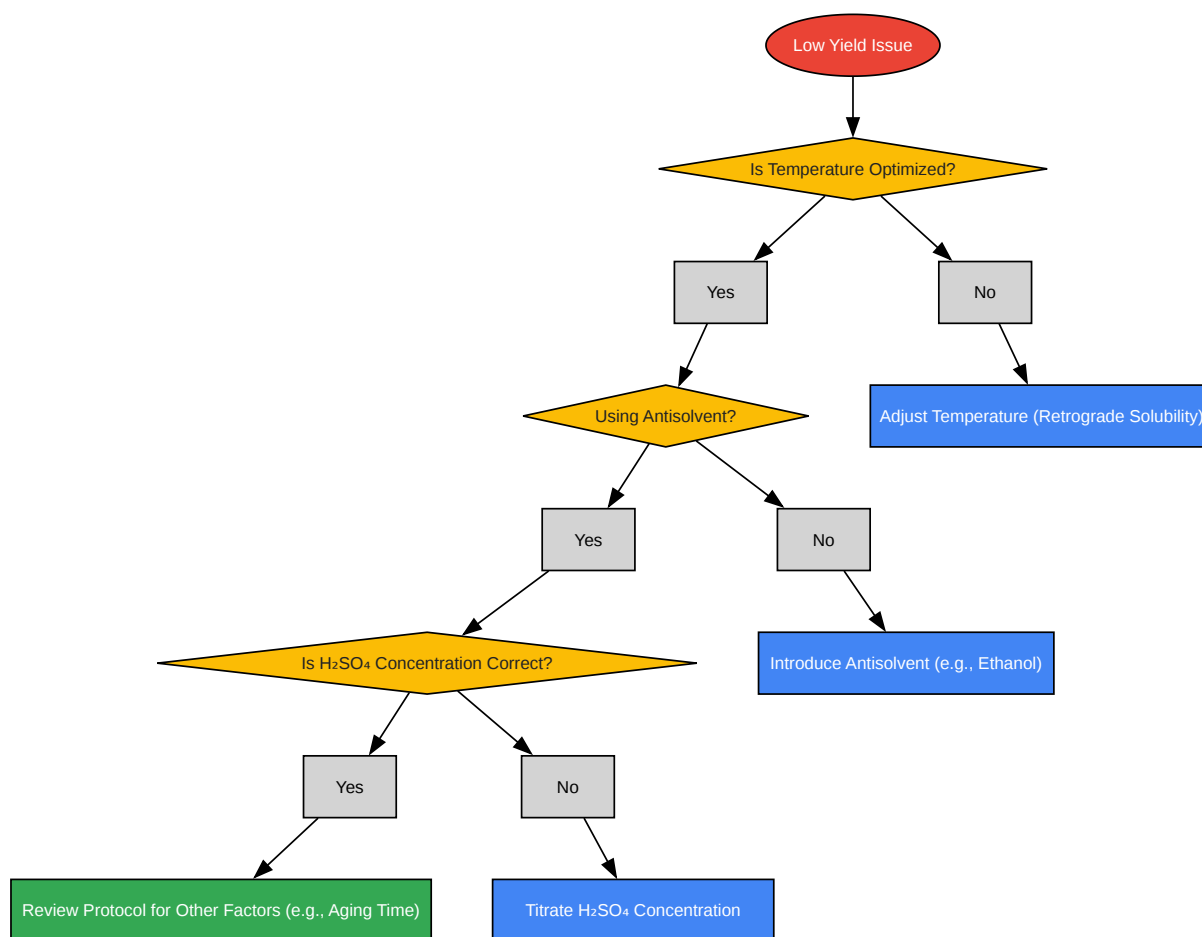 Low Yield Issue
Is Temperature Optimized?
Yes
No
Using Antisolvent?
Adjust Temperature (Retrograde Solubility)
Yes
No
Is H₂SO₄ Concentration Correct?
Introduce Antisolvent (e.g., Ethanol)
Yes
No
Review Protocol for Other Factors (e.g., Aging Time)
Titrate H₂SO₄ Concentration